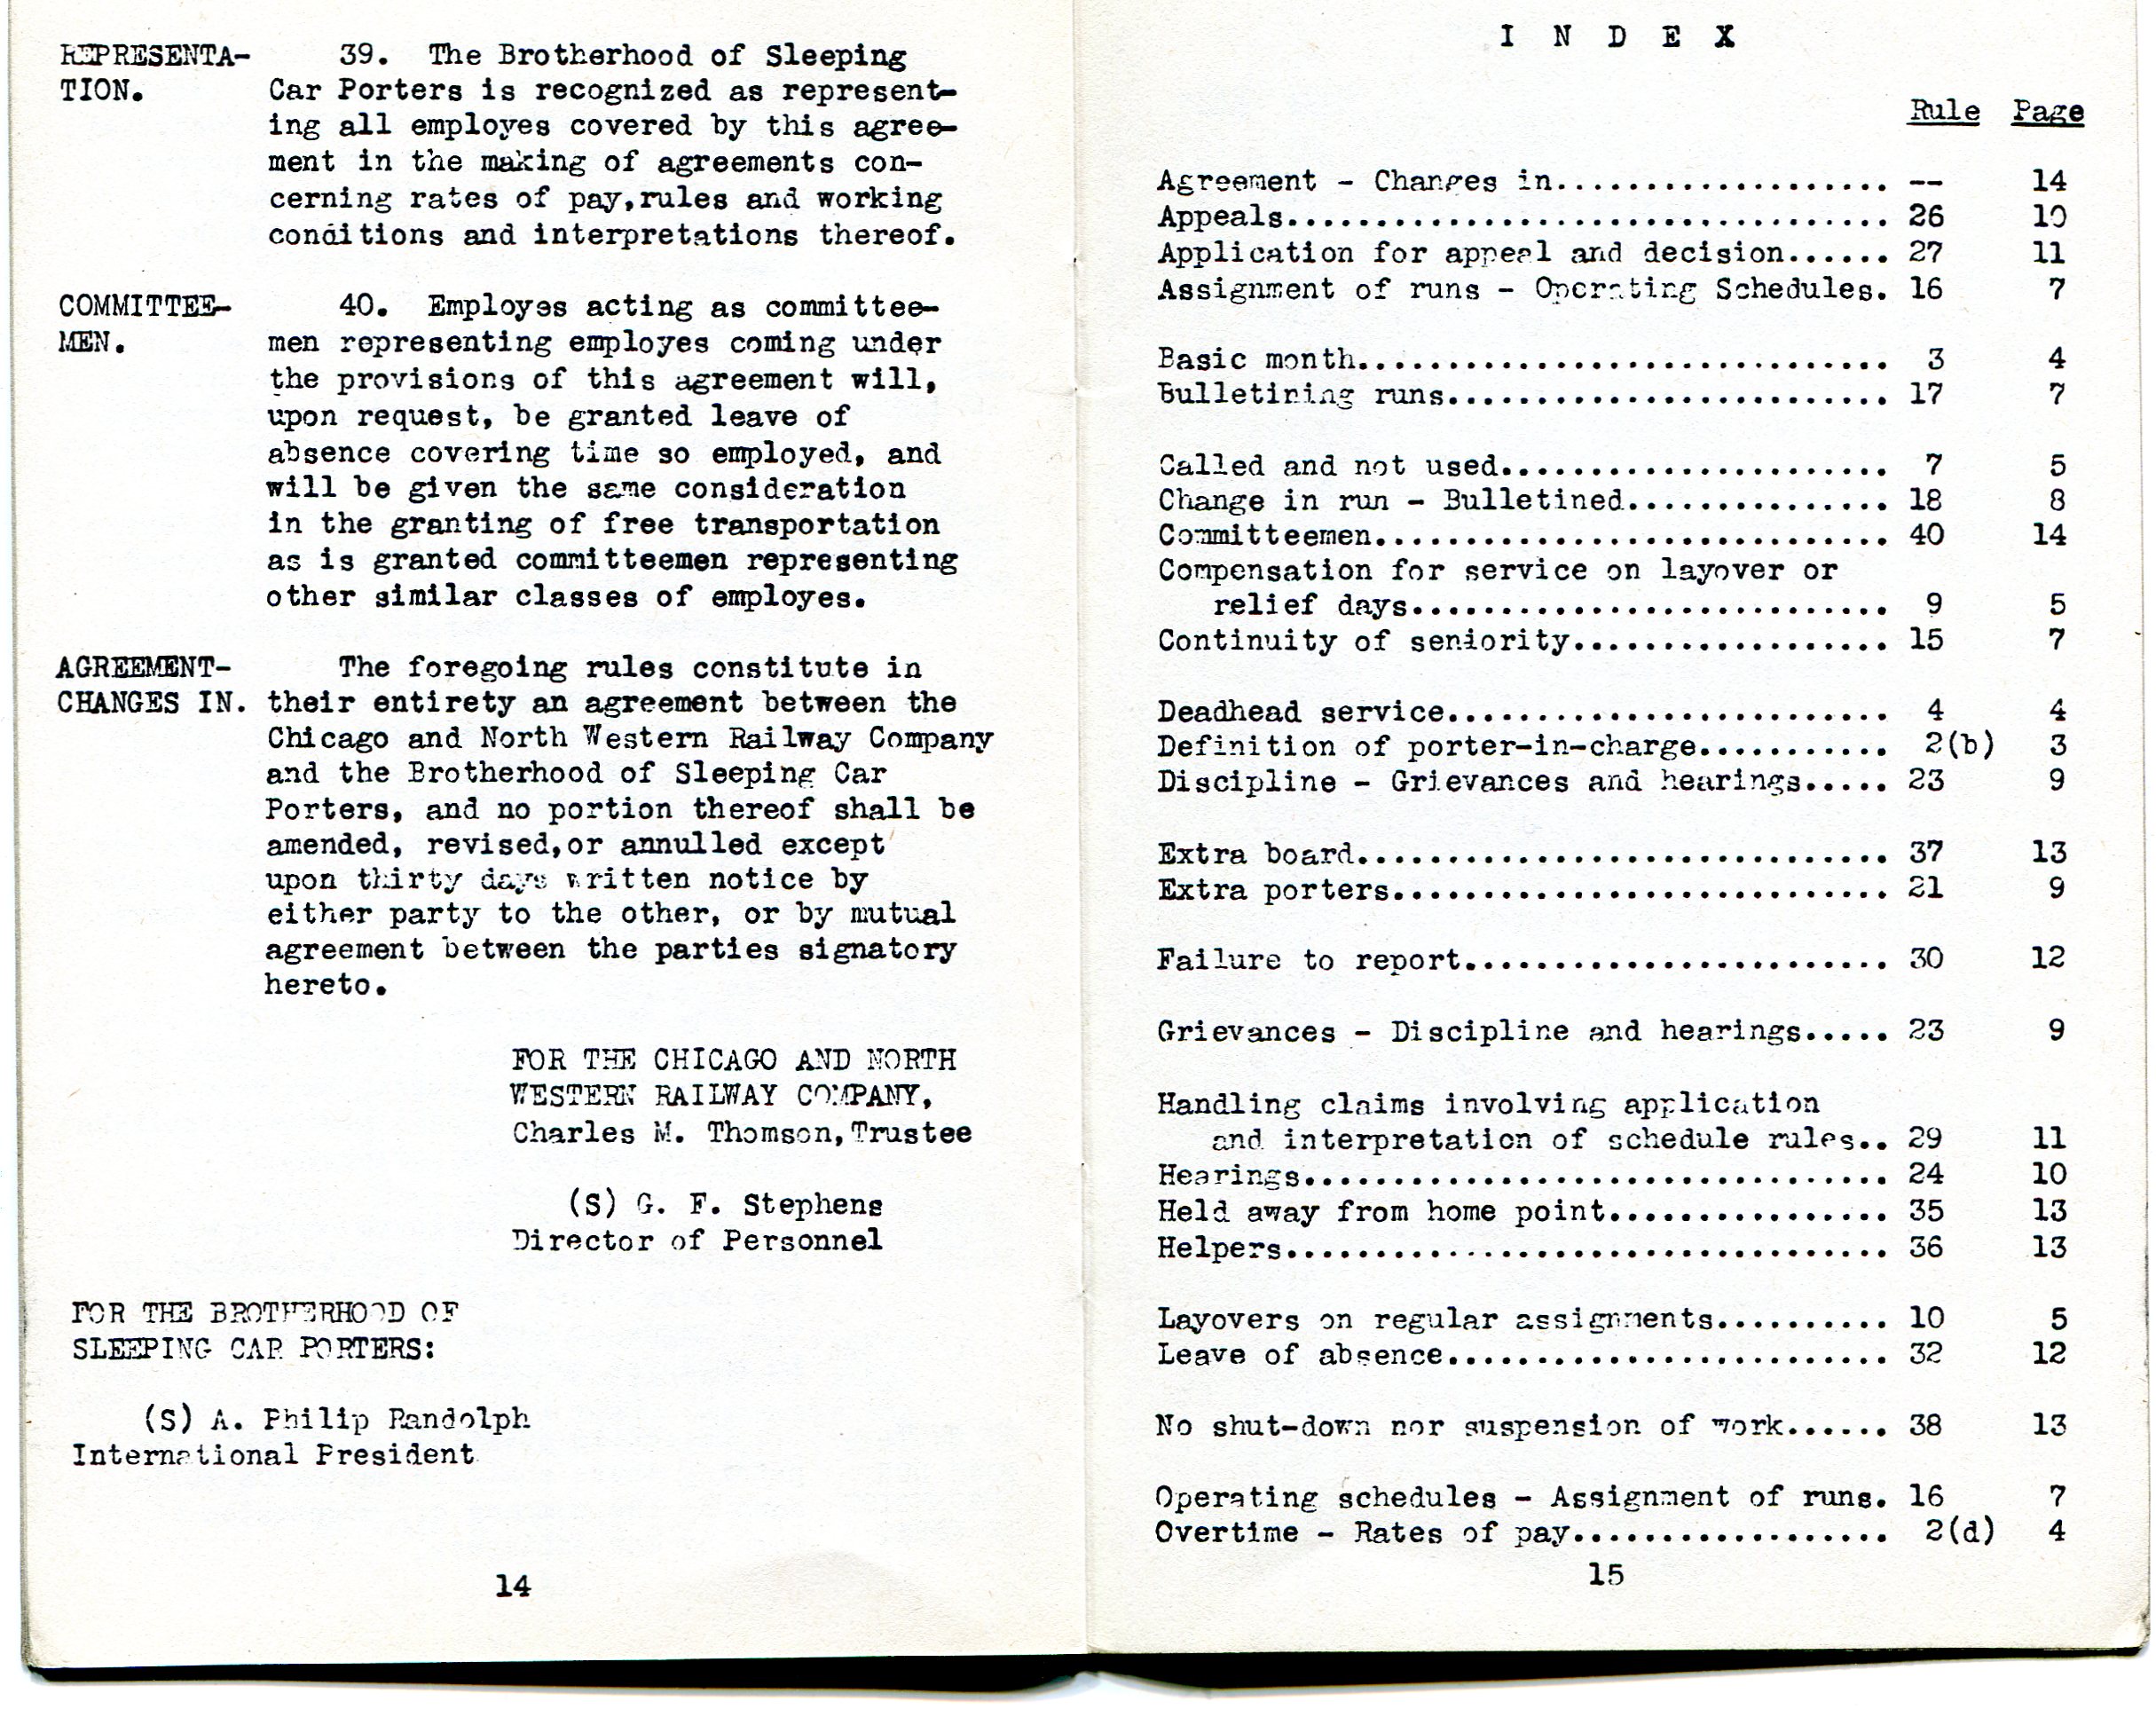 REPRESENTA-
TION.
39. The Brotherhood of Sleeping
Car Porters is recognized as represent-
ing all employes covered by this agree-
ment in the making of agreements con-
cerning rates of pay,rules and working
conditions and interpretations thereof.
COMMITTEE-
MEN.
40. Employes acting as committee-
men representing employes coming under
the provisions of this agreement will,
upon request, be granted leave of
absence covering time so employed, and
will be given the same consideration
in the granting of free transportation
as is granted committeemen representing
other similar classes of employes.
AGREEMENT-
CHANGES IN.
The foregoing rules constitute in
their entirety an agreement between the
Chicago and North Western Railway Company
and the Brotherhood of Sleeping Car
Porters, and no portion thereof shall be
amended, revised,or annulled except
upon thirty days written notice by
either party to the other, or by mutual
agreement between the parties signatory
hereto.
FOR THE CHICAGO AND NORTH
WESTERN RAILWAY COMPANY,
Charles M. Thomson,Trustee
(S) G. F. Stephens
Director of Personnel
FOR THE BROTHERHOOD OF
SLEEPING CAR PORTERS:
(S) A. Philip Randolph
International President
14
I N D E X
Rule Page
Agreement - Changes in................... -- 14
Appeals.................................. 26 10
Application for appeal and decision...... 27 11
Assignment of runs - Operating Schedules. 16 7
Basic month.............................. 3 4
Bulletining runs......................... 17 7
Called and not used...................... 7 5
Change in run - Bulletined............... 18 8
Committeemen............................. 40 14
Compensation for service on layover or
relief days........................... 9 5
Continuity of seniority.................. 15 7
Deadhead service......................... 4 4
Definition of porter-in-charge........... 2(b) 3
Discipline - Grievances and hearings..... 23 9
Extra board.............................. 37 13
Extra porters............................ 21 9
Failure to report........................ 30 12
Grievances - Discipline and hearings..... 23 9
Handling claims involving application
and interpretation of schedule rules.. 29 11
Hearings................................. 24 10
Held away from home point................ 35 13
Helpers.................................. 36 13
Layovers on regular assignments.......... 10 5
Leave of absence......................... 32 12
No shut-down nor suspension of work...... 38 13
Operating schedules - Assignment of runs. 16 7
Overtime - Rates of pay.................. 2(d) 4
15